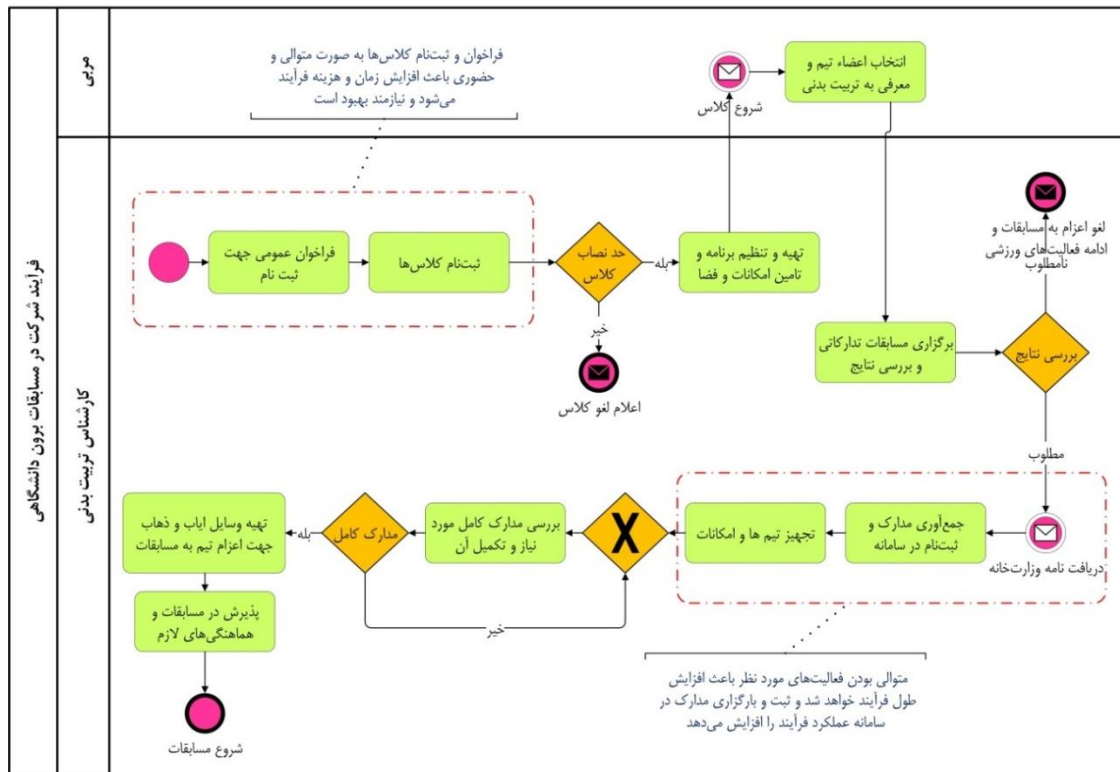 فرآیند شرکت در مسابقات برون دانشگاهی
مربی
کارشناس تربیت بدنی
فراخوان و ثبت‌نام کلاس‌ها به صورت متوالی و
حضوری باعث افزایش زمان و هزینه فرآیند
می‌شود و نیازمند بهبود است
شروع کلاس
انتخاب اعضاء تیم و
معرفی به تربیت بدنی
فراخوان عمومی جهت
ثبت نام
ثبت‌نام کلاس‌ها
حد نصاب
کلاس
بله
خیر
اعلام لغو کلاس
تهیه و تنظیم برنامه و
تامین امکانات و فضا
برگزاری مسابقات تدارکاتی
و بررسی نتایج
بررسی نتایج
نامطلوب
لغو اعزام به مسابقات و
ادامه فعالیت‌های ورزشی
مطلوب
دریافت نامه وزارت‌خانه
جمع‌آوری مدارک و
ثبت‌نام در سامانه
تجهیز تیم ها و امکانات
X
بررسی مدارک کامل مورد
نیاز و تکمیل آن
مدارک کامل
خیر
بله
تهیه وسایل ایاب و ذهاب
جهت اعزام تیم به مسابقات
پذیرش در مسابقات و
هماهنگی‌های لازم
شروع مسابقات
متوالی بودن فعالیت‌های مورد نظر باعث افزایش
طول فرآیند خواهد شد و ثبت و بارگزاری مدارک در
سامانه عملکرد فرآیند را افزایش می‌دهد